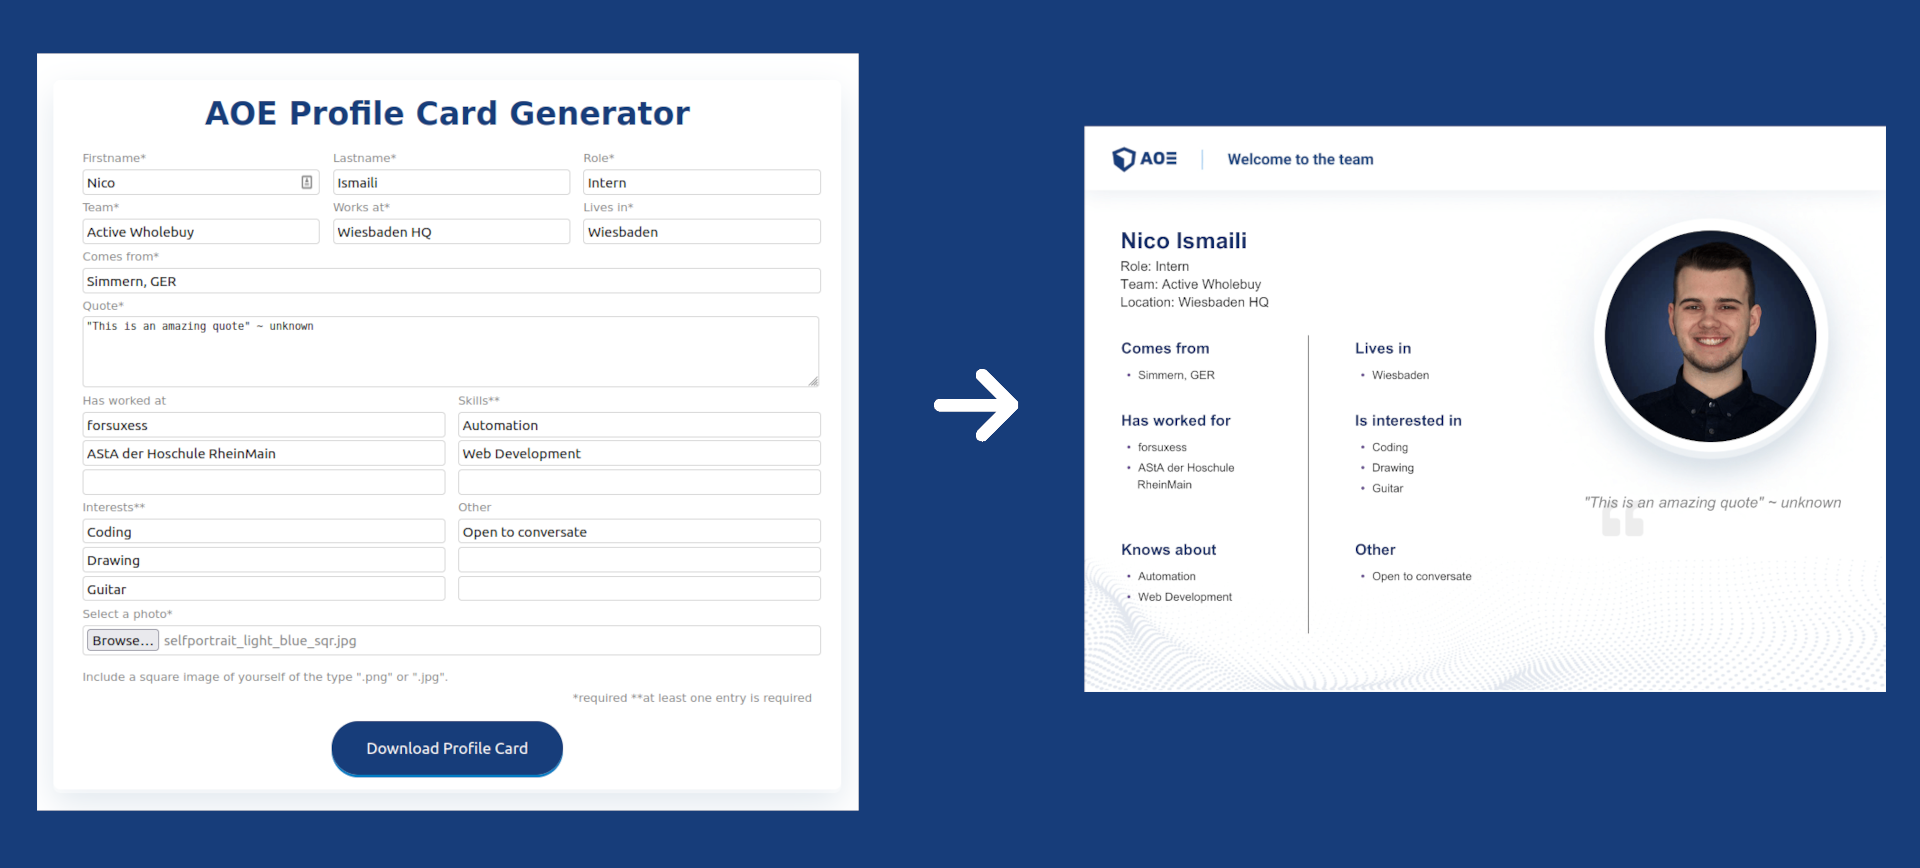 AOE Profile Card Generator
Firstname*
Lastname*
Role*
Nico
Ismaili
Intern
Team*
Works at*
Lives in*
Active Wholebuy
Wiesbaden HQ
Wiesbaden
Comes from*
Simmern, GER
Quote*
"This is an amazing quote" ~ unknown
Has worked at
Skills**
forsuxess
Automation
AStA der Hoschule RheinMain
Web Development
Interests**
Other
Coding
Open to conversate
Drawing
Guitar
Select a photo*
Browse... selfportrait_light_blue_sqr.jpg
Include a square image of yourself of the type ".png" or ".jpg".
*required **at least one entry is required
Download Profile Card
AOE
Welcome to the team
Nico Ismaili
Role: Intern
Team: Active Wholebuy
Location: Wiesbaden HQ
Comes from
• Simmern, GER
Lives in
• Wiesbaden
Has worked for
• forsuxess
• AStA der Hoschule
RheinMain
Is interested in
• Coding
• Drawing
• Guitar
Knows about
• Automation
• Web Development
Other
• Open to conversate
"This is an amazing quote" ~ unknown